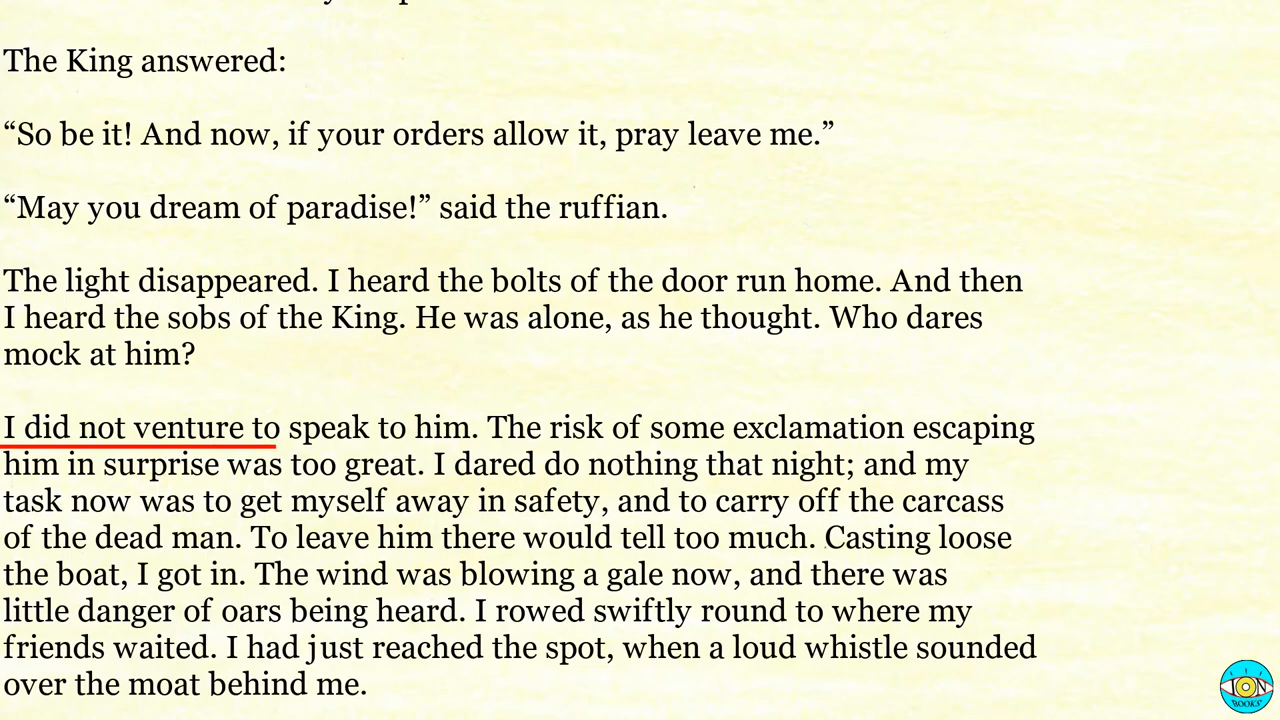 The King answered:
“So be it! And now, if your orders allow it, pray leave me.”
“May you dream of paradise!” said the ruffian.
The light disappeared. I heard the bolts of the door run home. And then
I heard the sobs of the King. He was alone, as he thought. Who dares
mock at him?
I did not venture to speak to him. The risk of some exclamation escaping
him in surprise was too great. I dared do nothing that night; and my
task now was to get myself away in safety, and to carry off the carcass
of the dead man. To leave him there would tell too much. Casting loose
the boat, I got in. The wind was blowing a gale now, and there was
little danger of oars being heard. I rowed swiftly round to where my
friends waited. I had just reached the spot, when a loud whistle sounded
over the moat behind me.
ION
BOOKS